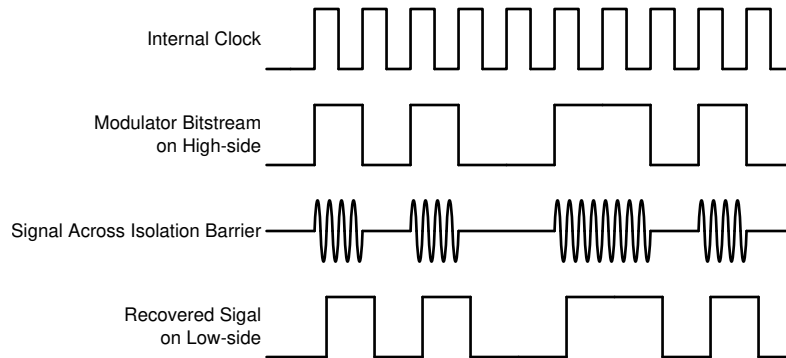 Internal Clock
Modulator Bitstream
on High-side
Signal Across Isolation Barrier
Recovered Sigal
on Low-side